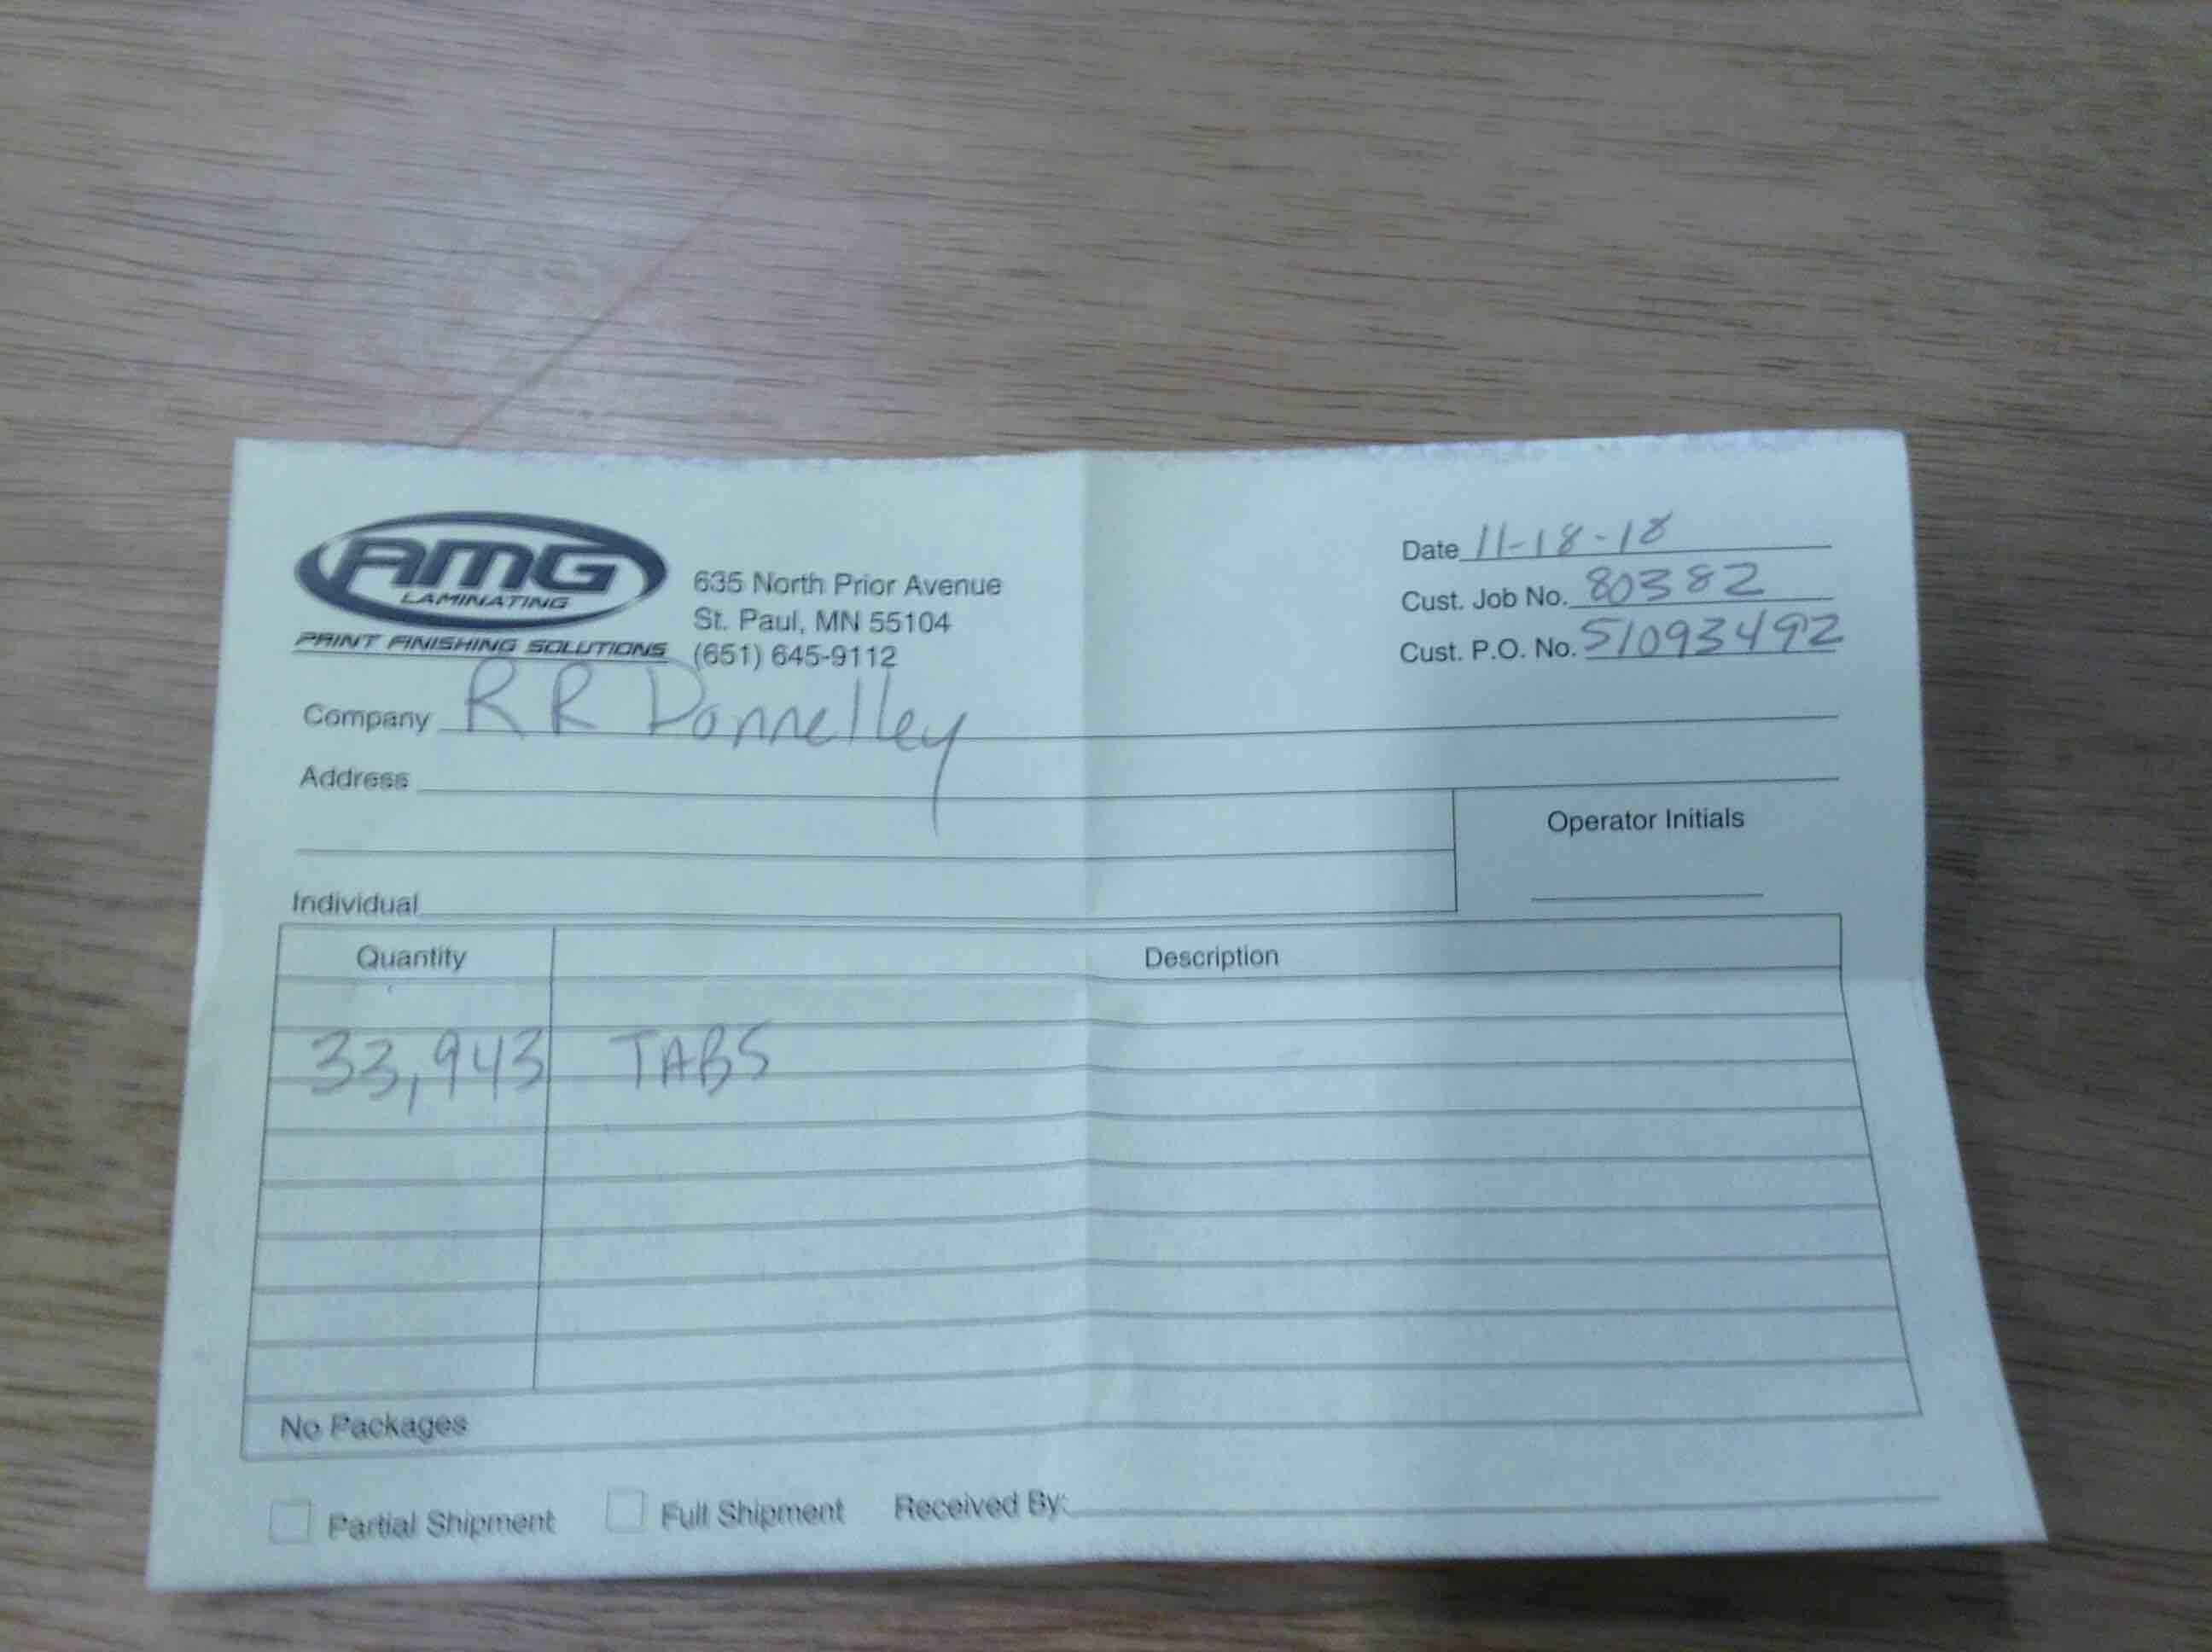 AMG
LAMINATING
PRINT FINISHING SOLUTIONS
635 North Prior Avenue
St. Paul, MN 55104
(651) 645-9112
Date 11-18-18
Cust. Job No. 80382
Cust. P.O. No. 51093492
Company RR Donnelley
Address
Operator Initials
Individual
Quantity Description
33,943 TABS
No Packages
Partial Shipment Full Shipment Received By: